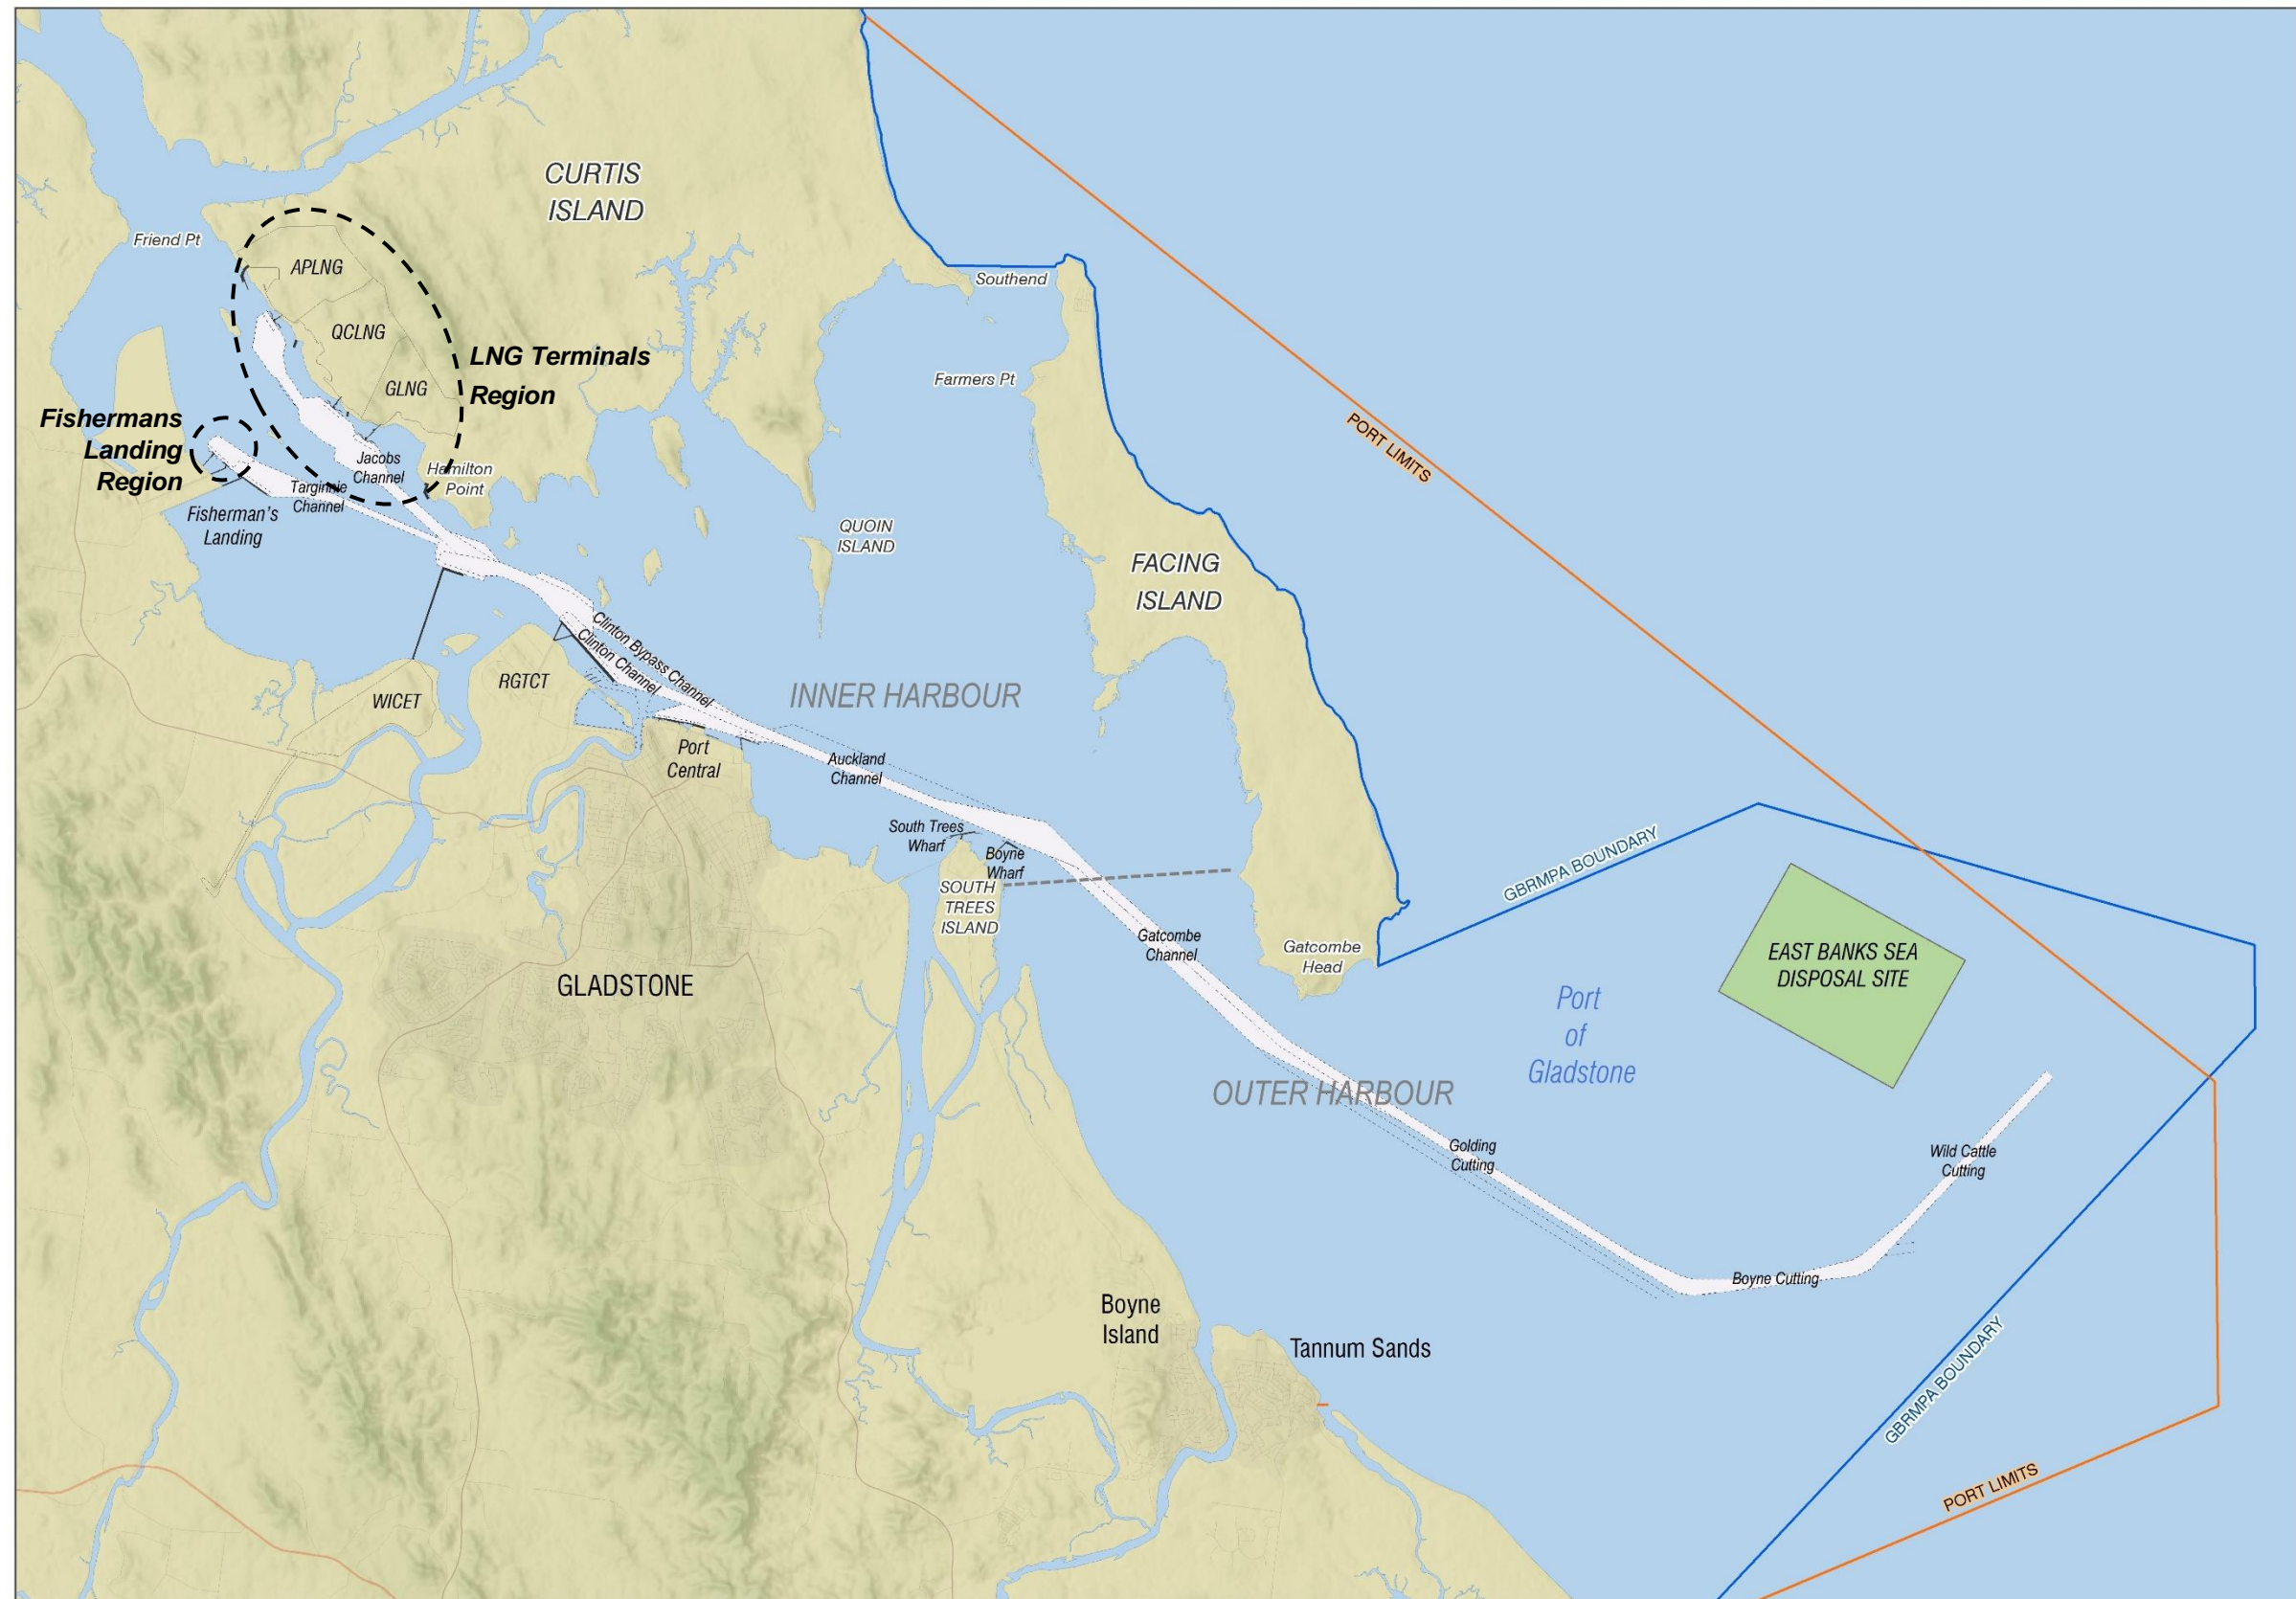 CURTIS
ISLAND
Friend Pt
APLNG
Southend
QCLNG
LNG Terminals
Region
GLNG
Farmers Pt
PORT LIMITS
Fishermans
Landing
Region
Jacobs
Channel
Hamilton
Point
Targinnie
Channel
Fisherman's
Landing
QUOIN
ISLAND
FACING
ISLAND
Clinton Bypass Channel
Clinton Channel
RGTCT
WICET
INNER HARBOUR
Port
Central
Auckland
Channel
South Trees
Wharf
Boyne
Wharf
SOUTH
TREES
ISLAND
GBRMPA BOUNDARY
Gatcombe
Channel
Gatcombe
Head
EAST BANKS SEA
DISPOSAL SITE
GLADSTONE
Port
of
Gladstone
OUTER HARBOUR
Golding
Cutting
Wild Cattle
Cutting
Boyne Cutting
Boyne
Island
Tannum Sands
GBRMPA BOUNDARY
PORT LIMITS